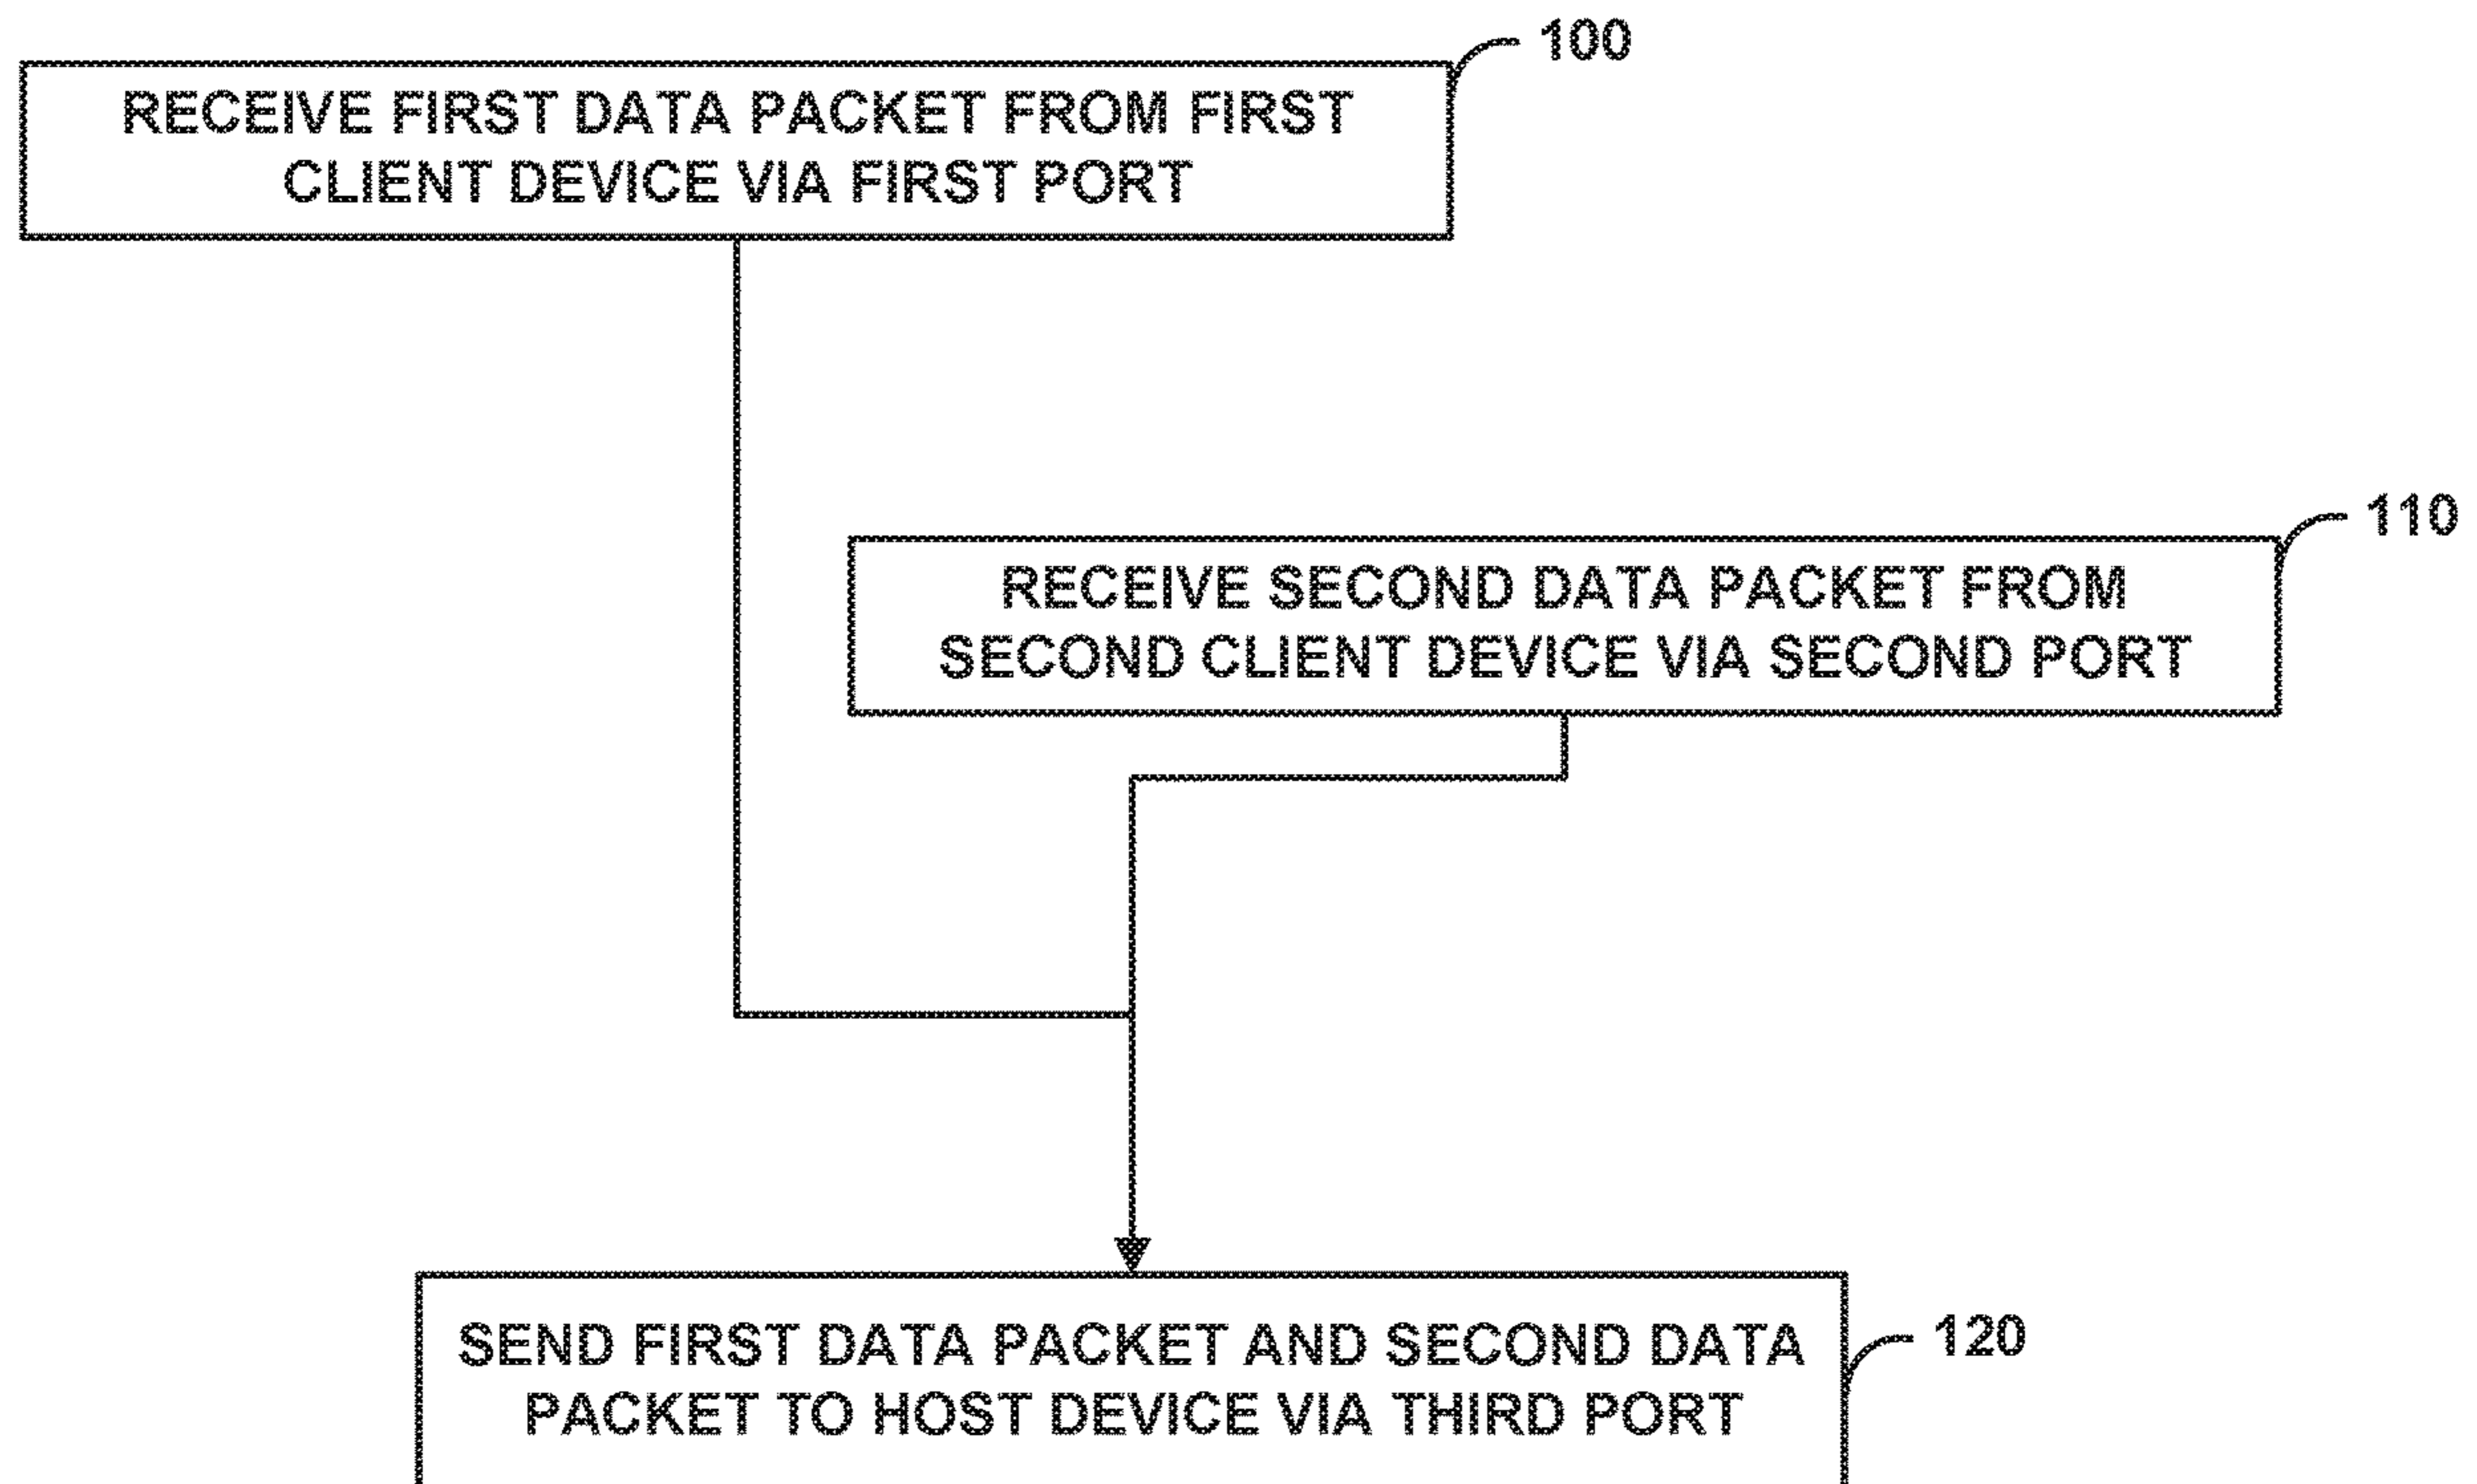 100
RECEIVE FIRST DATA PACKET FROM FIRST
CLIENT DEVICE VIA FIRST PORT
110
RECEIVE SECOND DATA PACKET FROM
SECOND CLIENT DEVICE VIA SECOND PORT
120
SEND FIRST DATA PACKET AND SECOND DATA
PACKET TO HOST DEVICE VIA THIRD PORT